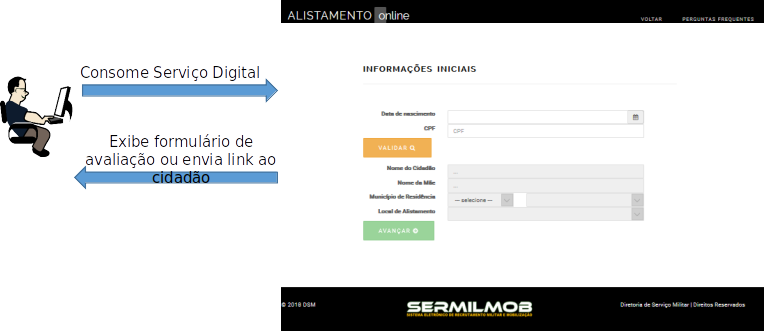 ALISTAMENTO online
VOLTAR
PERGUNTAS FREQUENTES
Consome Serviço Digital
Exibe formulário de
avaliação ou envia link ao
cidadão
INFORMAÇÕES INICIAIS
Data de nascimento
CPF
CPF
VALIDAR
Nome do Cidadão
...
Nome da Mãe
...
Município de Residência
-- selecione --
Local de Alistamento
AVANÇAR
© 2018 DSM
SERMILMOB
SISTEMA ELETRÔNICO DE RECRUTAMENTO MILITAR E MOBILIZAÇÃO
Diretoria de Serviço Militar | Direitos Reservados